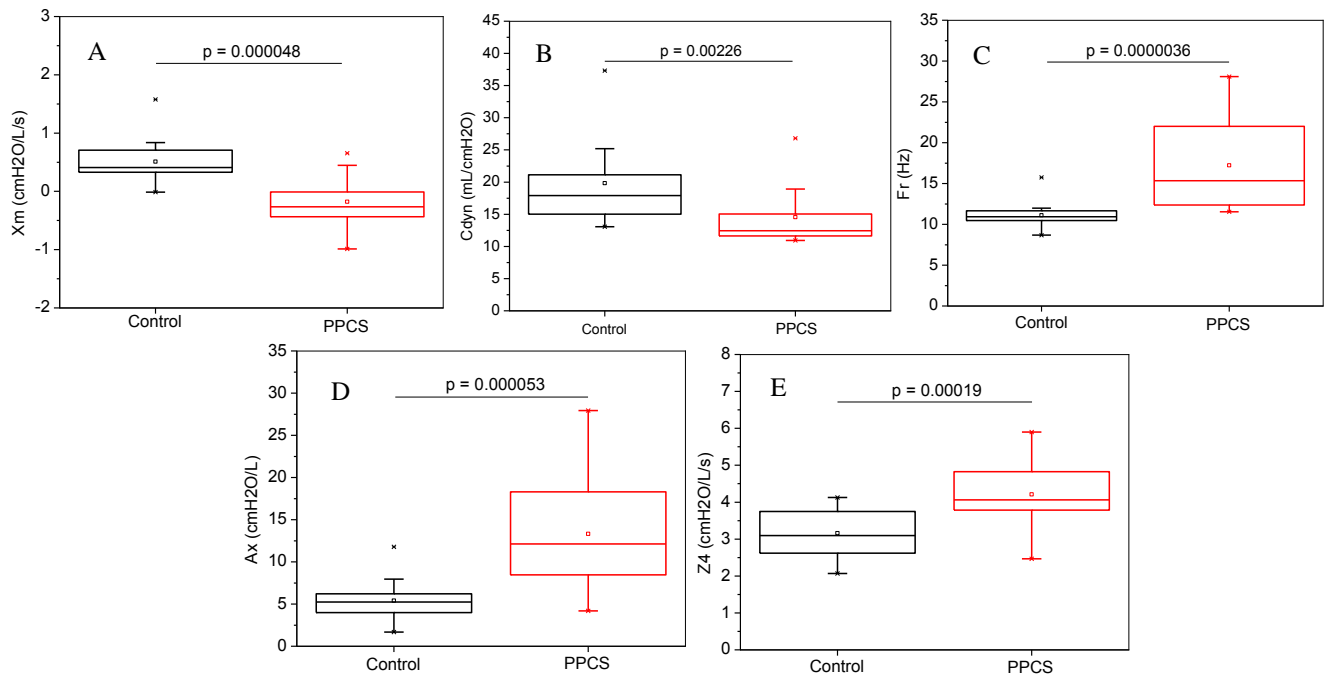 A
p = 0.000048
Xm (cmH2O/L/s)
3
2
1
0
-1
-2
Control
PPCS
B
p = 0.00226
Cdyn (mL/cmH2O)
45
40
35
30
25
20
15
10
5
0
Control
PPCS
C
p = 0.0000036
Fr (Hz)
35
30
25
20
15
10
5
0
Control
PPCS
D
p = 0.000053
Ax (cmH2O/L)
35
30
25
20
15
10
5
0
Control
PPCS
E
p = 0.00019
Z4 (cmH2O/L/s)
8
7
6
5
4
3
2
1
0
Control
PPCS